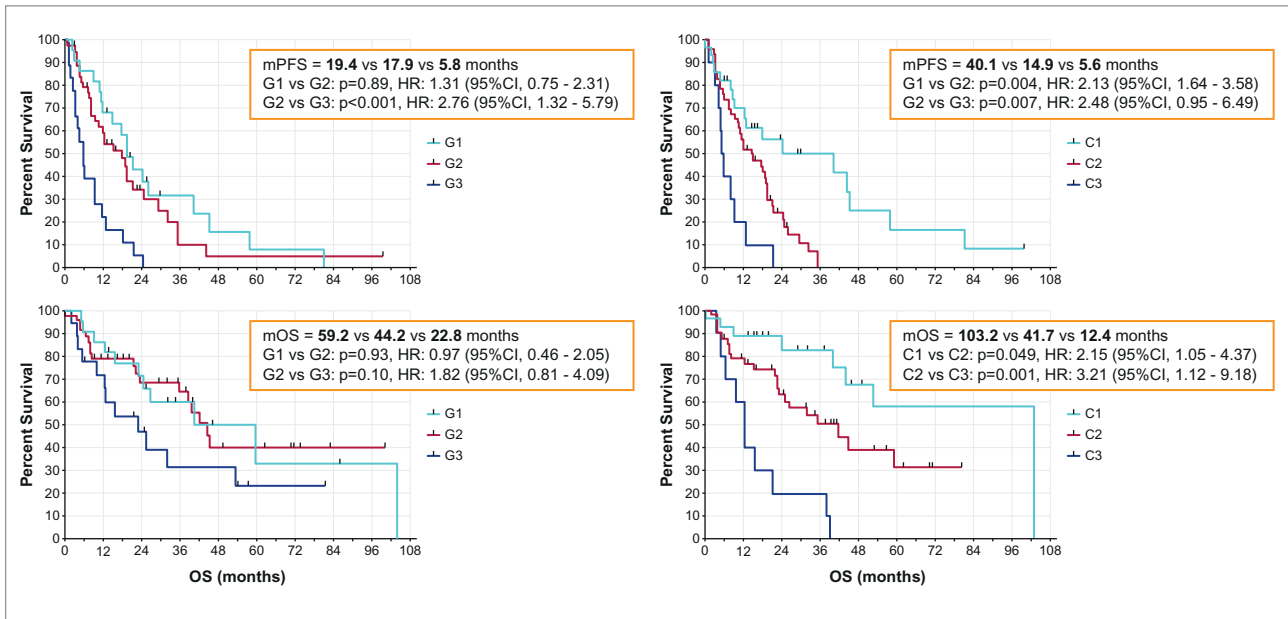 100
90
80
70
60
50
40
30
20
10
0
Percent Survival
mPFS = 19.4 vs 17.9 vs 5.8 months
G1 vs G2: p=0.89, HR: 1.31 (95%CI, 0.75 - 2.31)
G2 vs G3: p<0.001, HR: 2.76 (95%CI, 1.32 - 5.79)
G1
G2
G3
0 12 24 36 48 60 72 84 96 108
100
90
80
70
60
50
40
30
20
10
0
Percent Survival
mPFS = 40.1 vs 14.9 vs 5.6 months
G1 vs G2: p=0.004, HR: 2.13 (95%CI, 1.64 - 3.58)
G2 vs G3: p=0.007, HR: 2.48 (95%CI, 0.95 - 6.49)
C1
C2
C3
0 12 24 36 48 60 72 84 96 108
100
90
80
70
60
50
40
30
20
10
0
Percent Survival
mOS = 59.2 vs 44.2 vs 22.8 months
G1 vs G2: p=0.93, HR: 0.97 (95%CI, 0.46 - 2.05)
G2 vs G3: p=0.10, HR: 1.82 (95%CI, 0.81 - 4.09)
G1
G2
G3
0 12 24 36 48 60 72 84 96 108
OS (months)
100
90
80
70
60
50
40
30
20
10
0
Percent Survival
mOS = 103.2 vs 41.7 vs 12.4 months
C1 vs C2: p=0.049, HR: 2.15 (95%CI, 1.05 - 4.37)
C2 vs C3: p=0.001, HR: 3.21 (95%CI, 1.12 - 9.18)
C1
C2
C3
0 12 24 36 48 60 72 84 96 108
OS (months)